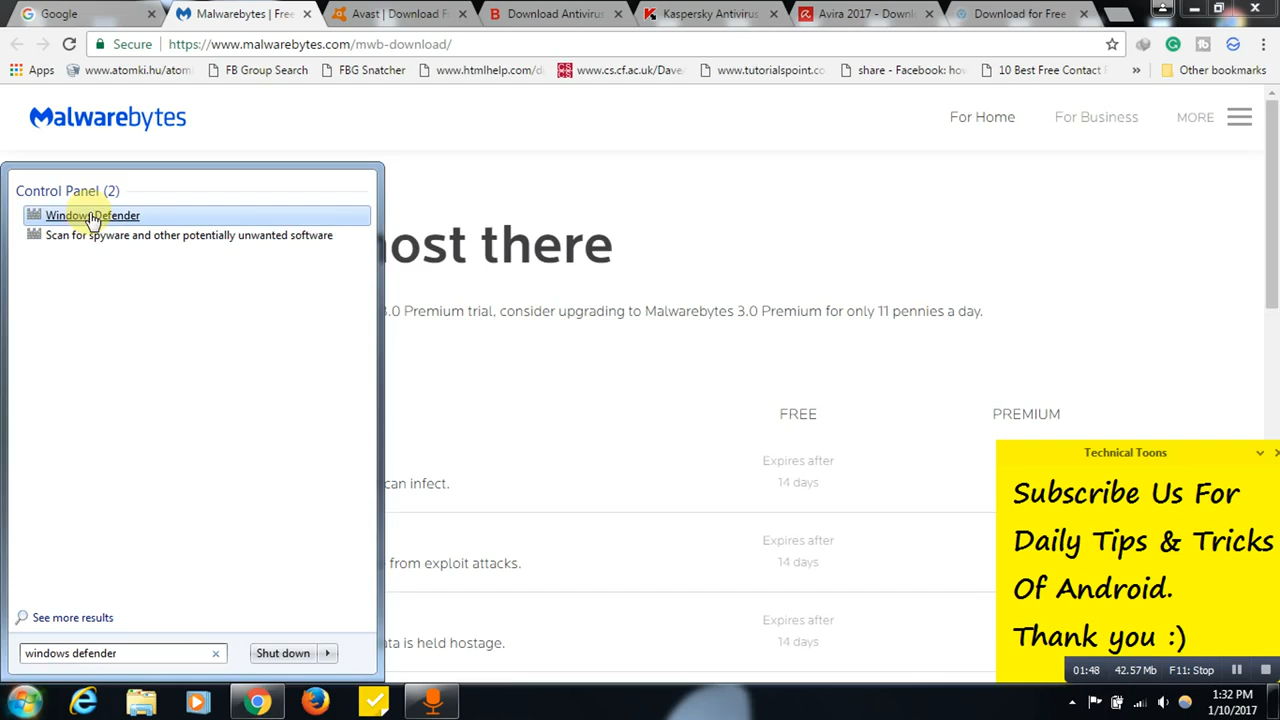 Google
Malwarebytes | Free
Avast | Download F
Download Antivirus
Kaspersky Antivirus
Avira 2017 - Downl
Download for Free
Secure
https://www.malwarebytes.com/mwb-download/
Apps
www.atomki.hu/atom
FB Group Search
FBG Snatcher
www.htmlhelp.com/d
www.cs.cf.ac.uk/Dave
www.tutorialspoint.co
share - Facebook: how
10 Best Free Contact F
Other bookmarks
Malwarebytes
For Home
For Business
MORE
Control Panel (2)
Windows Defender
Scan for spyware and other potentially unwanted software
ost there
3.0 Premium trial, consider upgrading to Malwarebytes 3.0 Premium for only 11 pennies a day.
FREE
PREMIUM
Expires after
14 days
can infect.
Expires after
14 days
from exploit attacks.
Expires after
14 days
ata is held hostage.
Technical Toons
Subscribe Us For
Daily Tips & Tricks
Of Android.
Thank you :)
See more results
windows defender
Shut down
01:48
42.57 Mb
F11: Stop
1:32 PM
1/10/2017